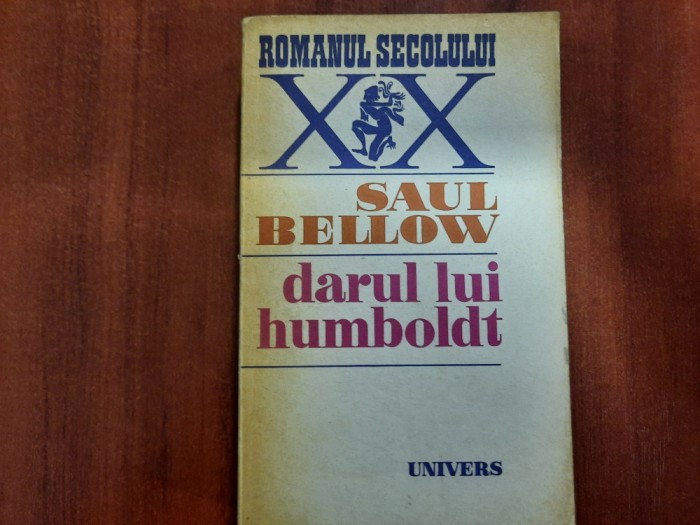 ROMANUL SECOLULUI
XX
SAUL
BELLOW
darul lui
humboldt
UNIVERS